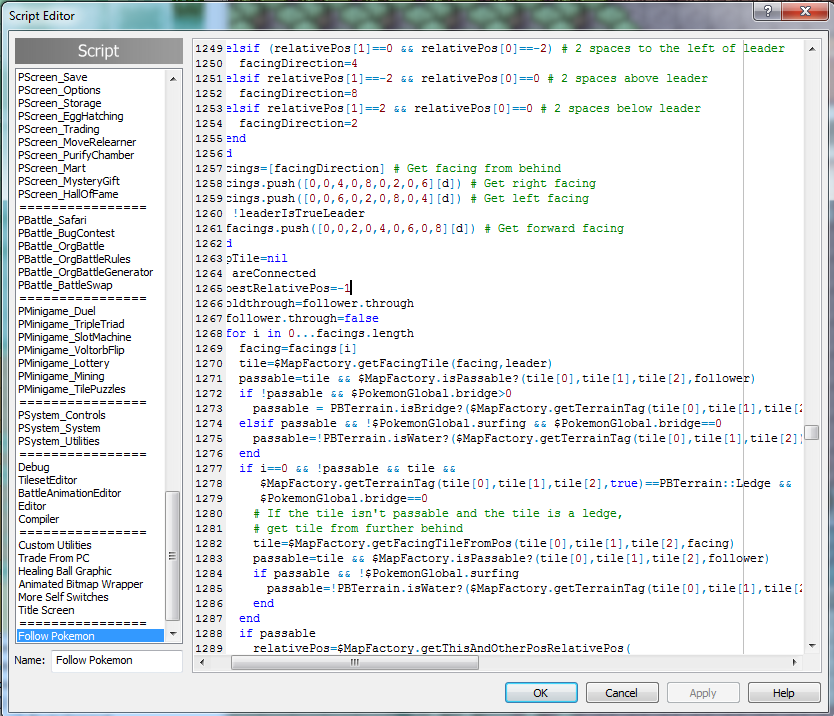 Script Editor
Script
PScreen_Save
PScreen_Options
PScreen_Storage
PScreen_EggHatching
PScreen_Trading
PScreen_MoveRelearner
PScreen_PurifyChamber
PScreen_Mart
PScreen_MysteryGift
PScreen_HallOfFame
================
PBattle_Safari
PBattle_BugContest
PBattle_OrgBattle
PBattle_OrgBattleRules
PBattle_OrgBattleGenerator
PBattle_BattleSwap
================
PMinigame_Duel
PMinigame_TripleTriad
PMinigame_SlotMachine
PMinigame_VoltorbFlip
PMinigame_Lottery
PMinigame_Mining
PMinigame_TilePuzzles
================
PSystem_Controls
PSystem_System
PSystem_Utilities
================
Debug
TilesetEditor
BattleAnimationEditor
Editor
Compiler
================
Custom Utilities
Trade From PC
Healing Ball Graphic
Animated Bitmap Wrapper
More Self Switches
Title Screen
================
Follow Pokemon
Name: Follow Pokemon
1249 elsif (relativePos[1]==0 && relativePos[0]==-2) # 2 spaces to the left of leader
1250 facingDirection=4
1251 elsif relativePos[1]==-2 && relativePos[0]==0 # 2 spaces above leader
1252 facingDirection=8
1253 elsif relativePos[1]==2 && relativePos[0]==0 # 2 spaces below leader
1254 facingDirection=2
1255 end
1256 d
1257 cings=[facingDirection] # Get facing from behind
1258 cings.push([0,0,4,0,8,0,2,0,6][d]) # Get right facing
1259 cings.push([0,0,6,0,2,0,8,0,4][d]) # Get left facing
1260 !leaderIsTrueLeader
1261 facings.push([0,0,2,0,4,0,6,0,8][d]) # Get forward facing
1262 d
1263 pTile=nil
1264 areConnected
1265 bestRelativePos=-1
1266 oldthrough=follower.through
1267 follower.through=false
1268 for i in 0...facings.length
1269 facing=facings[i]
1270 tile=$MapFactory.getFacingTile(facing,leader)
1271 passable=tile && $MapFactory.isPassable?(tile[0],tile[1],tile[2],follower)
1272 if !passable && $PokemonGlobal.bridge>0
1273 passable = PBTerrain.isBridge?($MapFactory.getTerrainTag(tile[0],tile[1],tile[2
1274 elsif passable && !$PokemonGlobal.surfing && $PokemonGlobal.bridge==0
1275 passable=!PBTerrain.isWater?($MapFactory.getTerrainTag(tile[0],tile[1],tile[2])
1276 end
1277 if i==0 && !passable && tile &&
1278 $MapFactory.getTerrainTag(tile[0],tile[1],tile[2],true)==PBTerrain::Ledge &&
1279 $PokemonGlobal.bridge==0
1280 # If the tile isn't passable and the tile is a ledge,
1281 # get tile from further behind
1282 tile=$MapFactory.getFacingTileFromPos(tile[0],tile[1],tile[2],facing)
1283 passable=tile && $MapFactory.isPassable?(tile[0],tile[1],tile[2],follower)
1284 if passable && !$PokemonGlobal.surfing
1285 passable=!PBTerrain.isWater?($MapFactory.getTerrainTag(tile[0],tile[1],tile[2
1286 end
1287 end
1288 if passable
1289 relativePos=$MapFactory.getThisAndOtherPosRelativePos(
OK
Cancel
Apply
Help